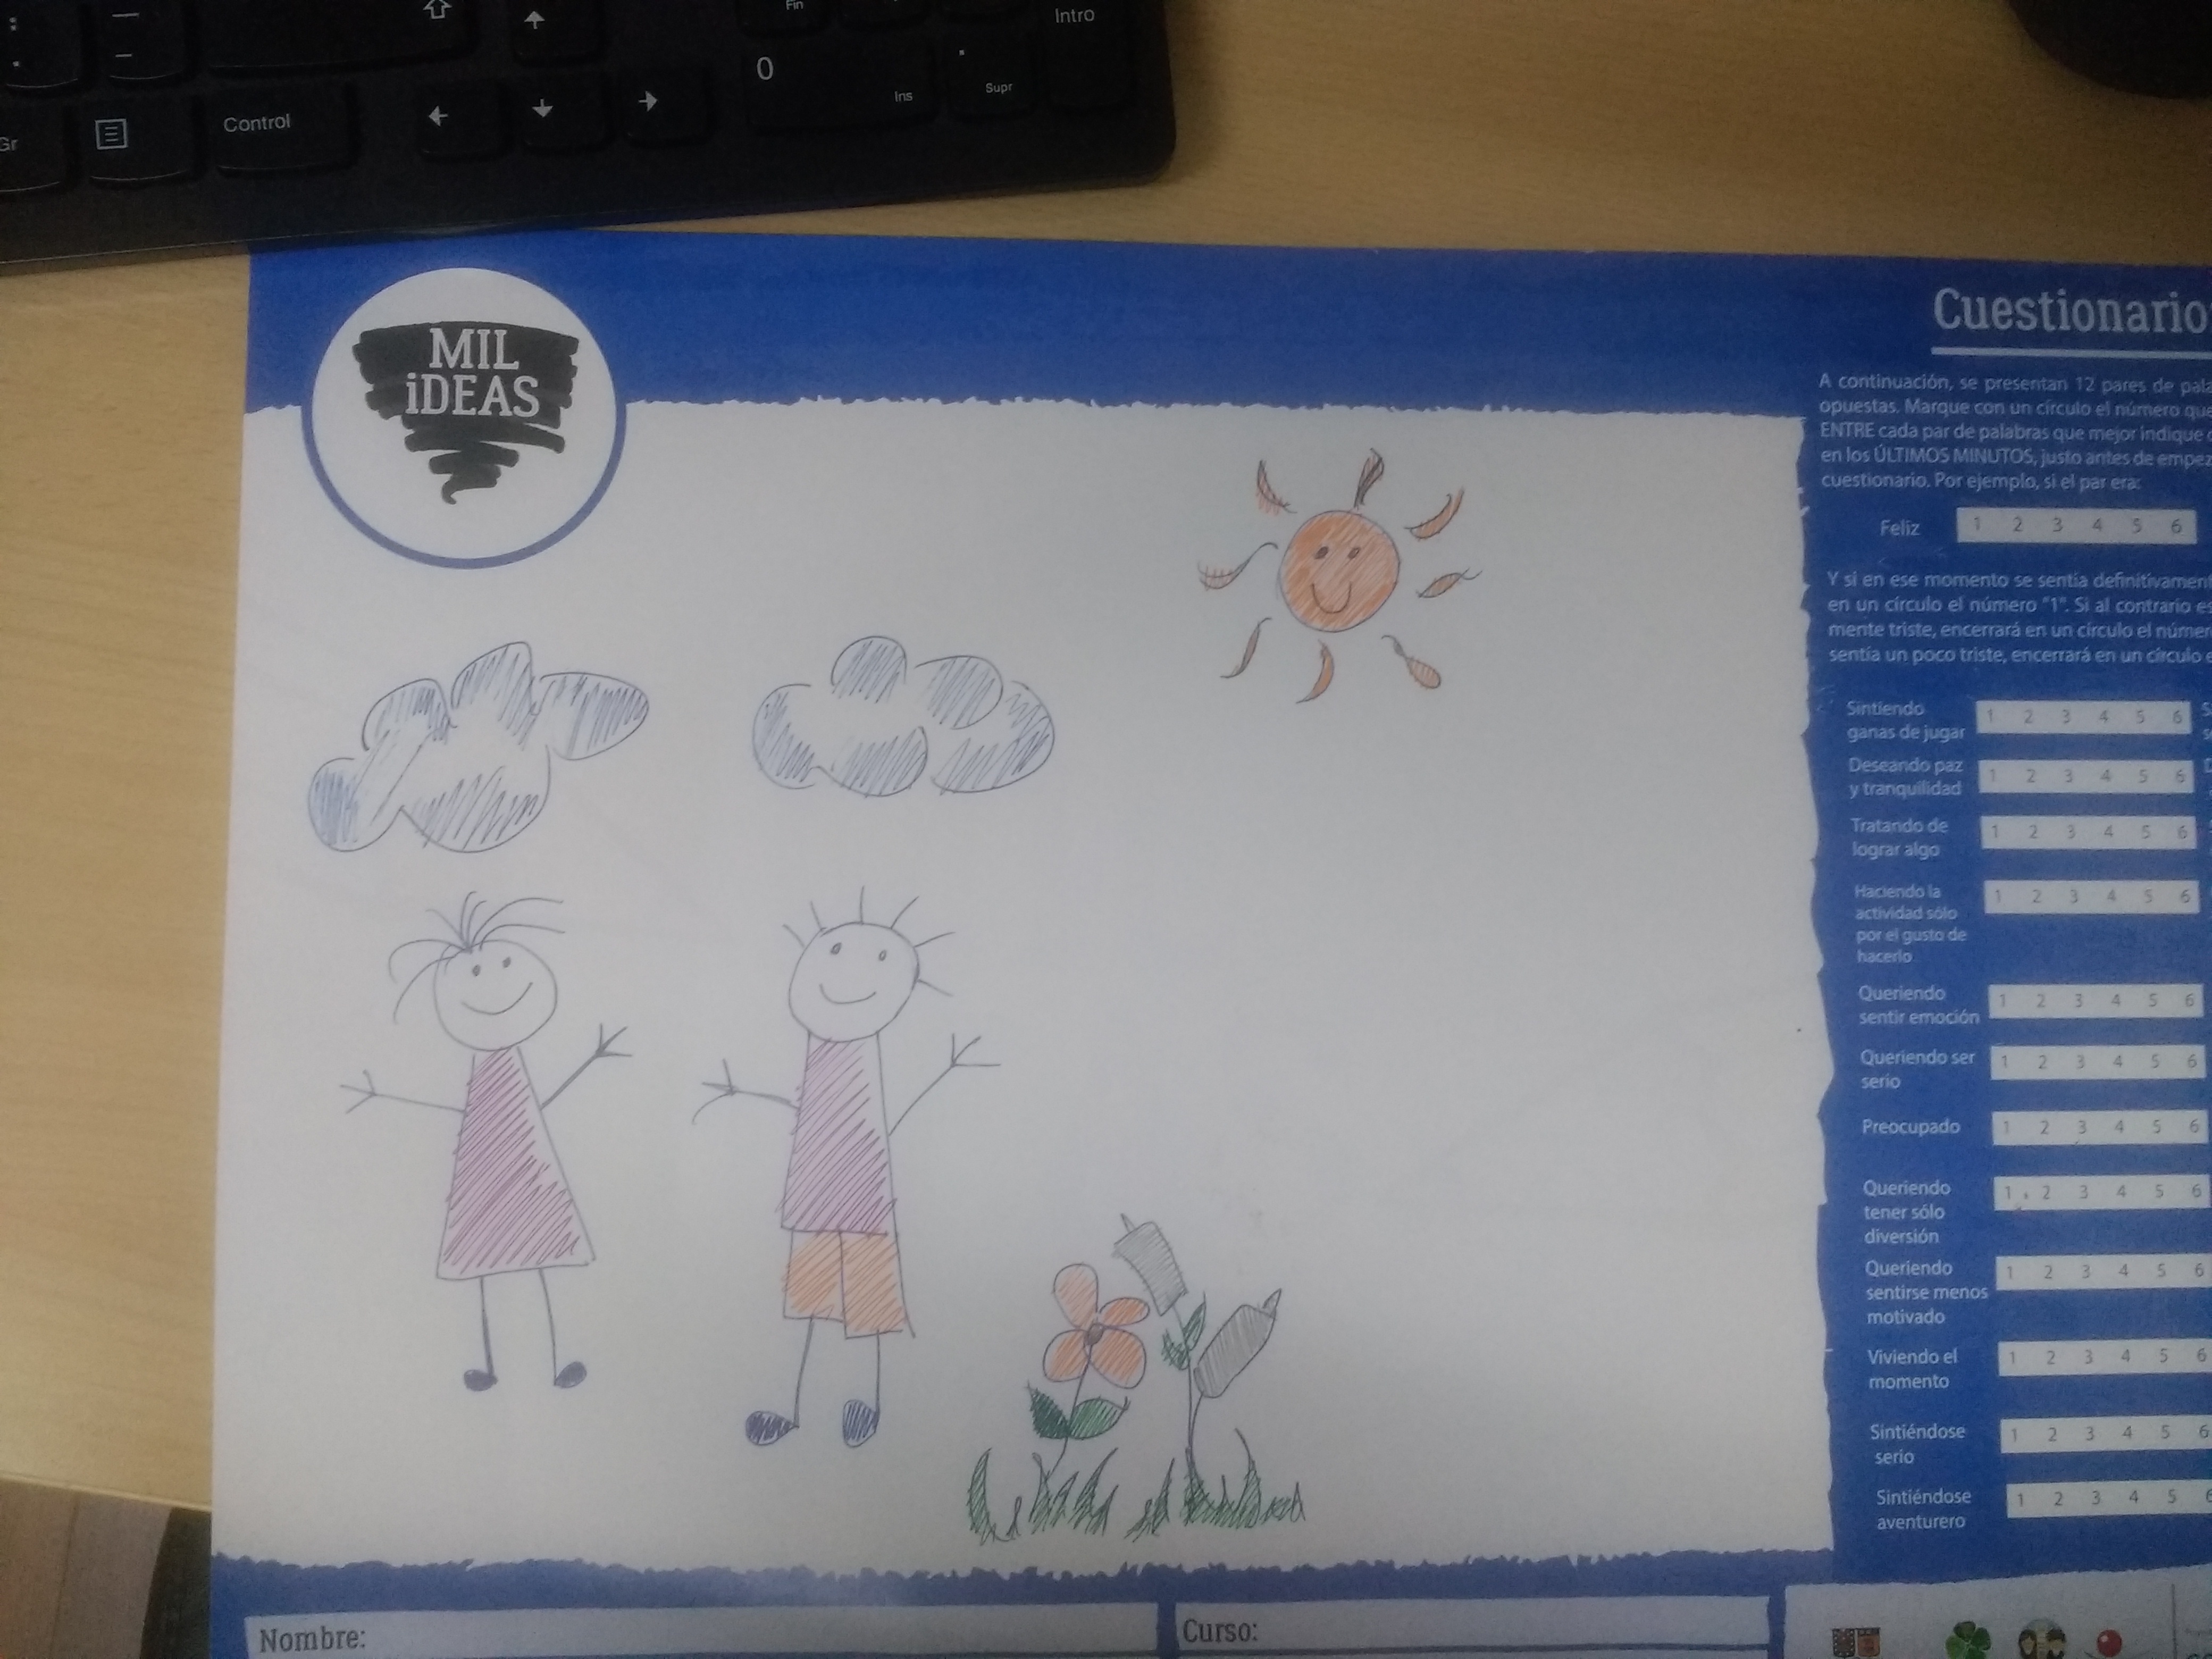 Fin
Intro
0
Ins
Supr
Gr
Control
MIL
iDEAS
Cuestionario
A continuación, se presentan 12 pares de
opuestas. Marque con un círculo el número que
ENTRE cada par de palabras que mejor indique
en los ÚLTIMOS MINUTOS, justo antes de
cuestionario. Por ejemplo, si el par era:
Feliz 1 2 3 4 5 6
Y si en ese momento se sentía
en un círculo el número "1". Si al contrario
mente triste, encerrará en un círculo el
sentía un poco triste, encerrará en un círculo
Sintiendo
ganas de jugar
1 2 3 4 5 6
Deseando paz
y tranquilidad
1 2 3 4 5 6
Tratando de
lograr algo
1 2 3 4 5 6
Haciendo la
actividad sólo
por el gusto de
hacerlo
1 2 3 4 5 6
Queriendo
sentir emoción
1 2 3 4 5 6
Queriendo ser
serio
1 2 3 4 5 6
Preocupado 1 2 3 4 5 6
Queriendo
tener sólo
diversión
1 2 3 4 5 6
Queriendo
sentirse menos
motivado
1 2 3 4 5 6
Viviendo el
momento
1 2 3 4 5 6
Sintiéndose
serio
1 2 3 4 5 6
Sintiéndose
aventurero
1 2 3 4 5 6
Nombre:
Curso: